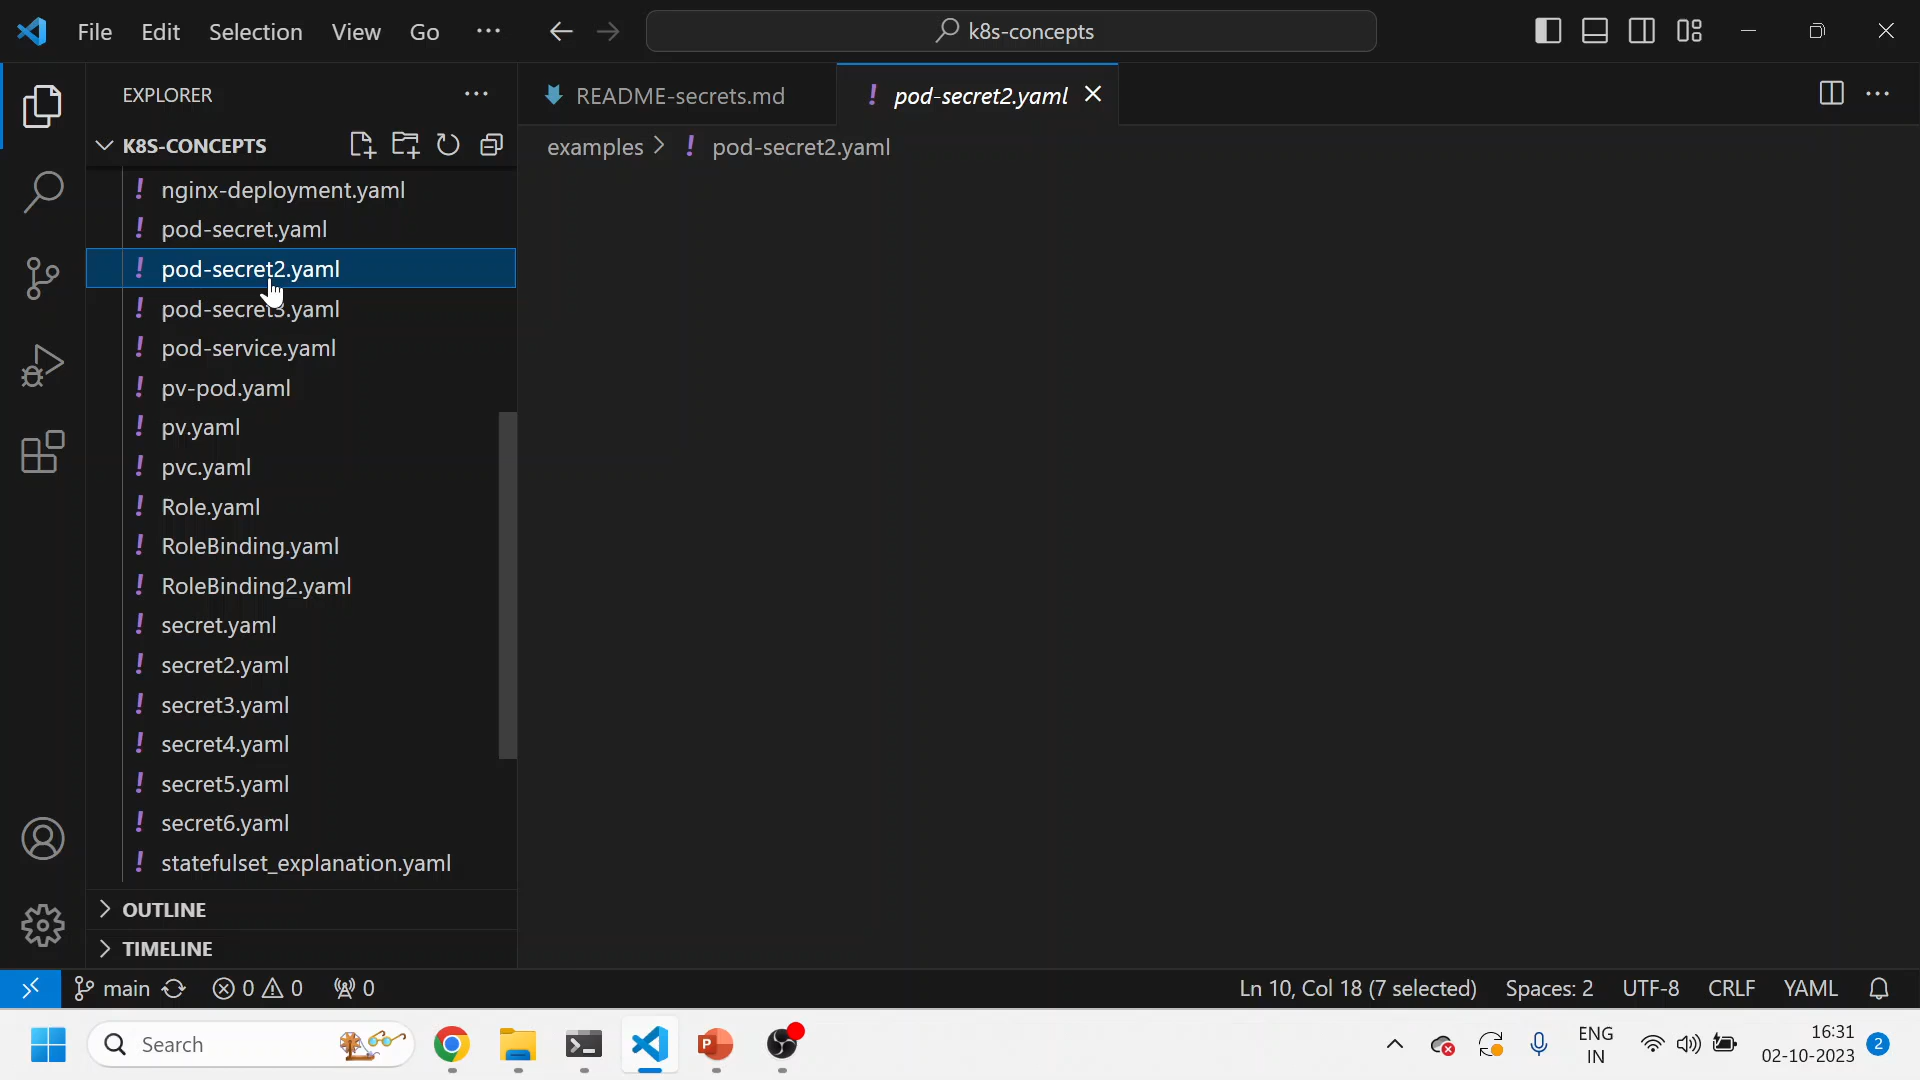 File Edit Selection View Go ···
k8s-concepts
EXPLORER
K8S-CONCEPTS
nginx-deployment.yaml
pod-secret.yaml
pod-secret2.yaml
pod-secret3.yaml
pod-service.yaml
pv-pod.yaml
pv.yaml
pvc.yaml
Role.yaml
RoleBinding.yaml
RoleBinding2.yaml
secret.yaml
secret2.yaml
secret3.yaml
secret4.yaml
secret5.yaml
secret6.yaml
statefulset_explanation.yaml
OUTLINE
TIMELINE
README-secrets.md
! pod-secret2.yaml
examples > ! pod-secret2.yaml
main 0 0 0
Ln 10, Col 18 (7 selected) Spaces: 2 UTF-8 CRLF YAML
Search
ENG
IN
16:31
02-10-2023
2